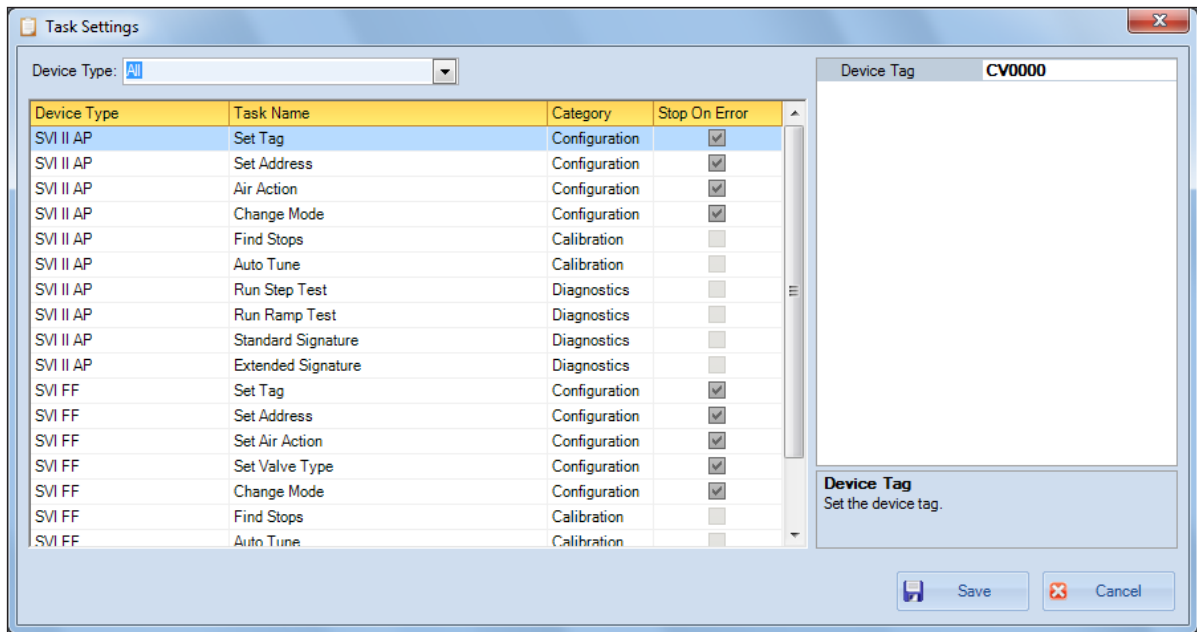 Task Settings
Device Type: All
Device Tag CV0000
Device Type Task Name Category Stop On Error
SVI II AP Set Tag Configuration
SVI II AP Set Address Configuration
SVI II AP Air Action Configuration
SVI II AP Change Mode Configuration
SVI II AP Find Stops Calibration
SVI II AP Auto Tune Calibration
SVI II AP Run Step Test Diagnostics
SVI II AP Run Ramp Test Diagnostics
SVI II AP Standard Signature Diagnostics
SVI II AP Extended Signature Diagnostics
SVI FF Set Tag Configuration
SVI FF Set Address Configuration
SVI FF Set Air Action Configuration
SVI FF Set Valve Type Configuration
SVI FF Change Mode Configuration
SVI FF Find Stops Calibration
SVI FF Auto Tune Calibration
Device Tag
Set the device tag.
Save Cancel